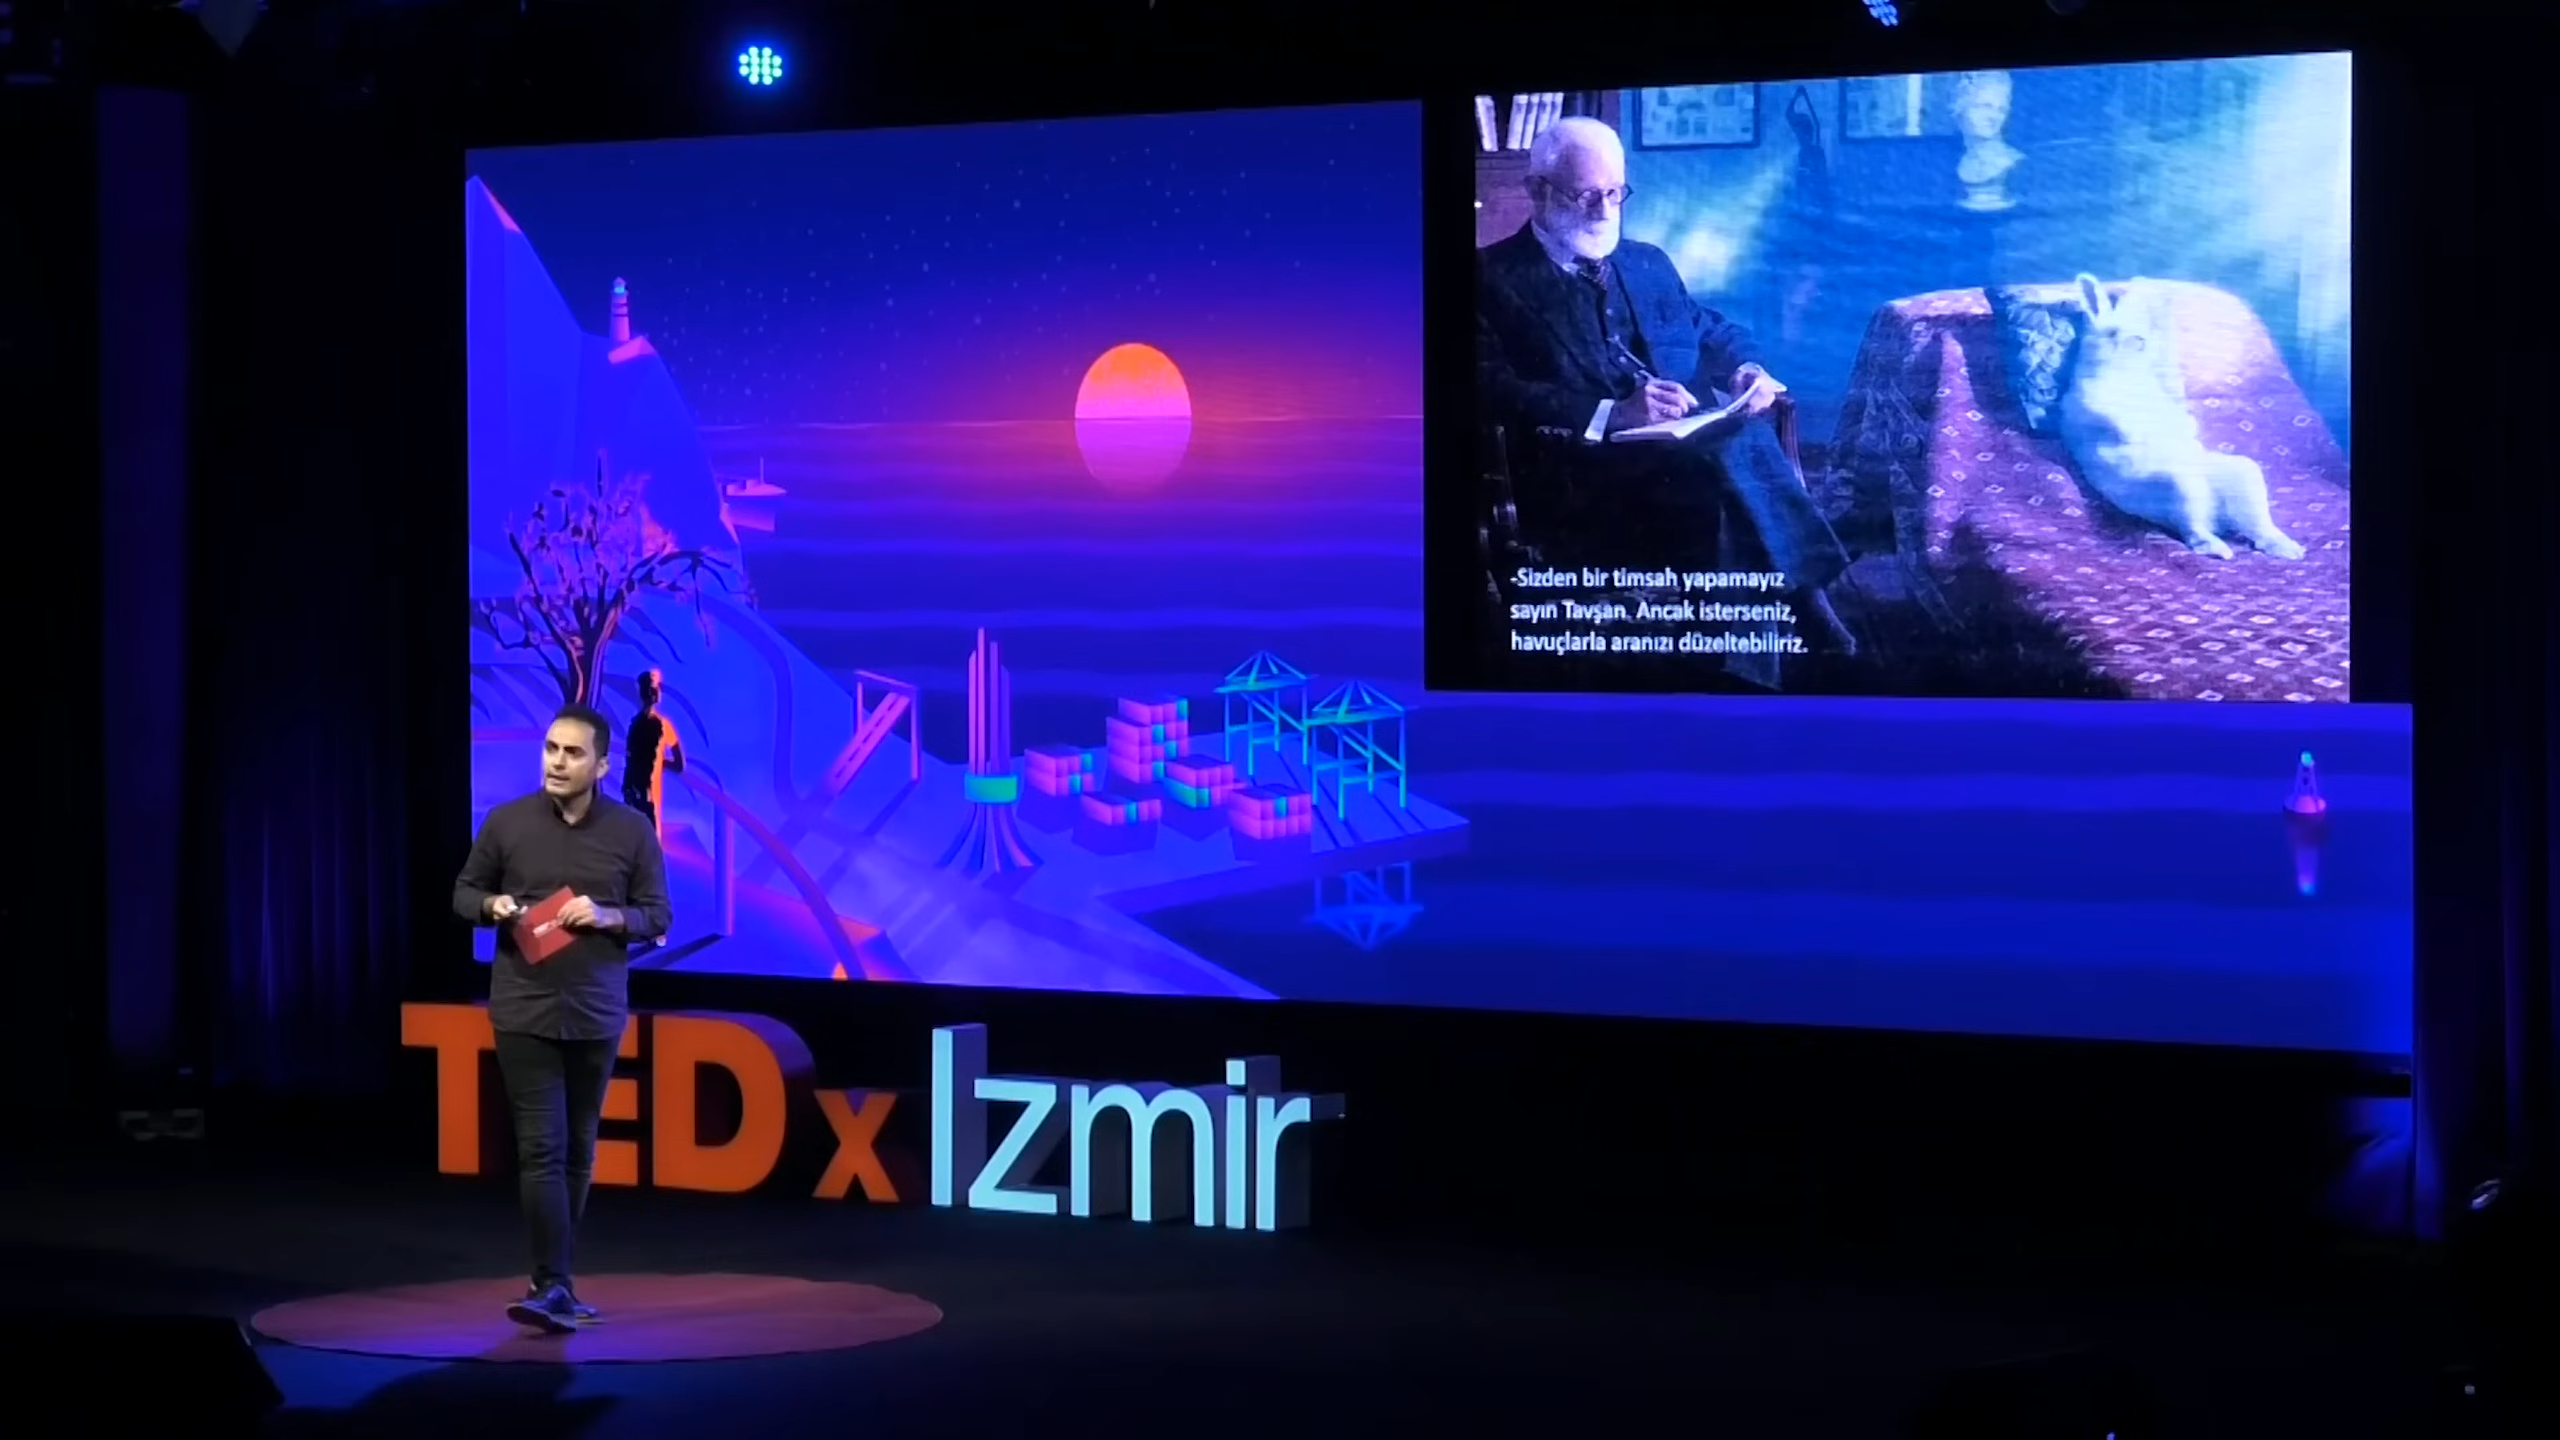 -Sizden bir timsah yapamayız
sayın Tavşan. Ancak isterseniz,
havuçlarla aranızı düzeltebiliriz.
TEDx Izmir